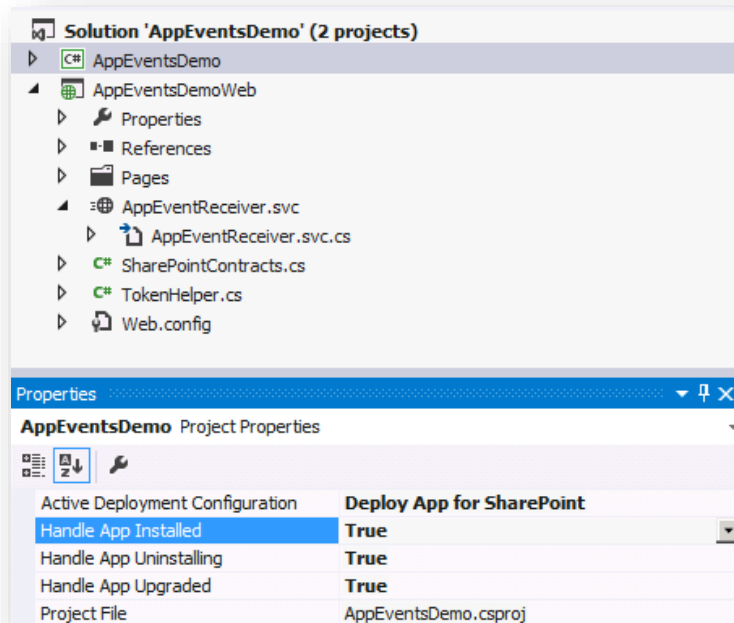 Solution 'AppEventsDemo' (2 projects)
C# AppEventsDemo
AppEventsDemoWeb
Properties
References
Pages
AppEventReceiver.svc
AppEventReceiver.svc.cs
C# SharePointContracts.cs
C# TokenHelper.cs
Web.config
Properties
AppEventsDemo Project Properties
Active Deployment Configuration Deploy App for SharePoint
Handle App Installed True
Handle App Uninstalling True
Handle App Upgraded True
Project File AppEventsDemo.csproj